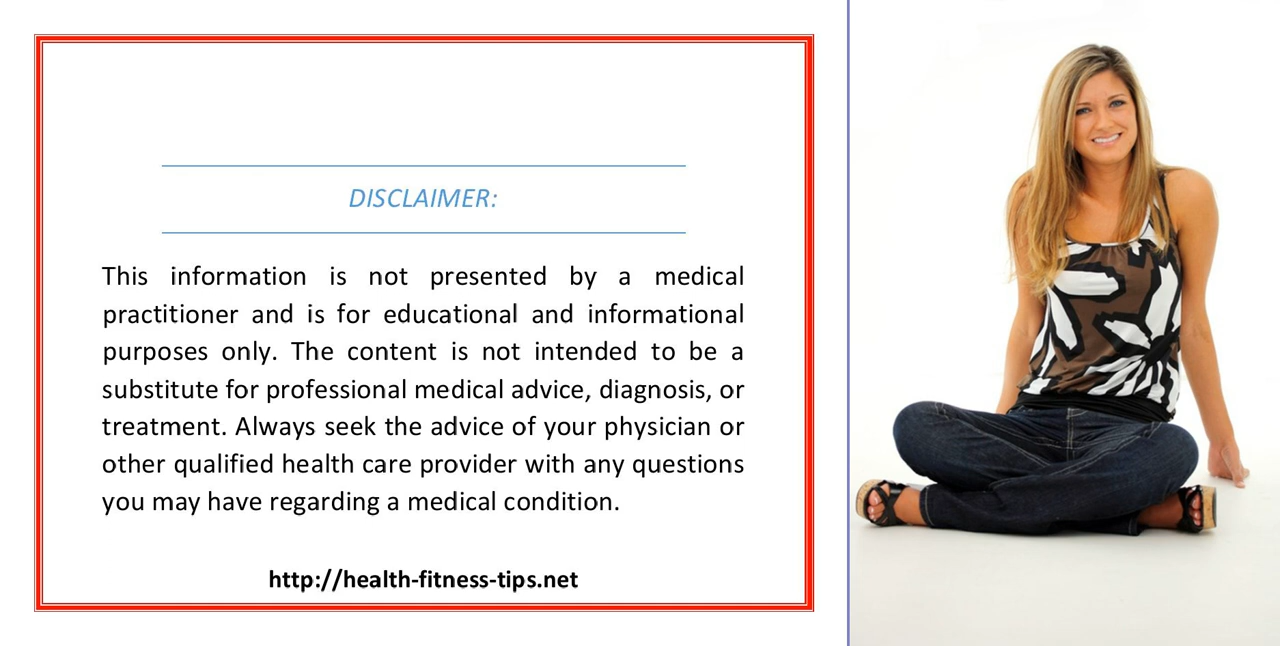 DISCLAIMER:
This information is not presented by a medical
practitioner and is for educational and informational
purposes only. The content is not intended to be a
substitute for professional medical advice, diagnosis, or
treatment. Always seek the advice of your physician or
other qualified health care provider with any questions
you may have regarding a medical condition.
http://health-fitness-tips.net